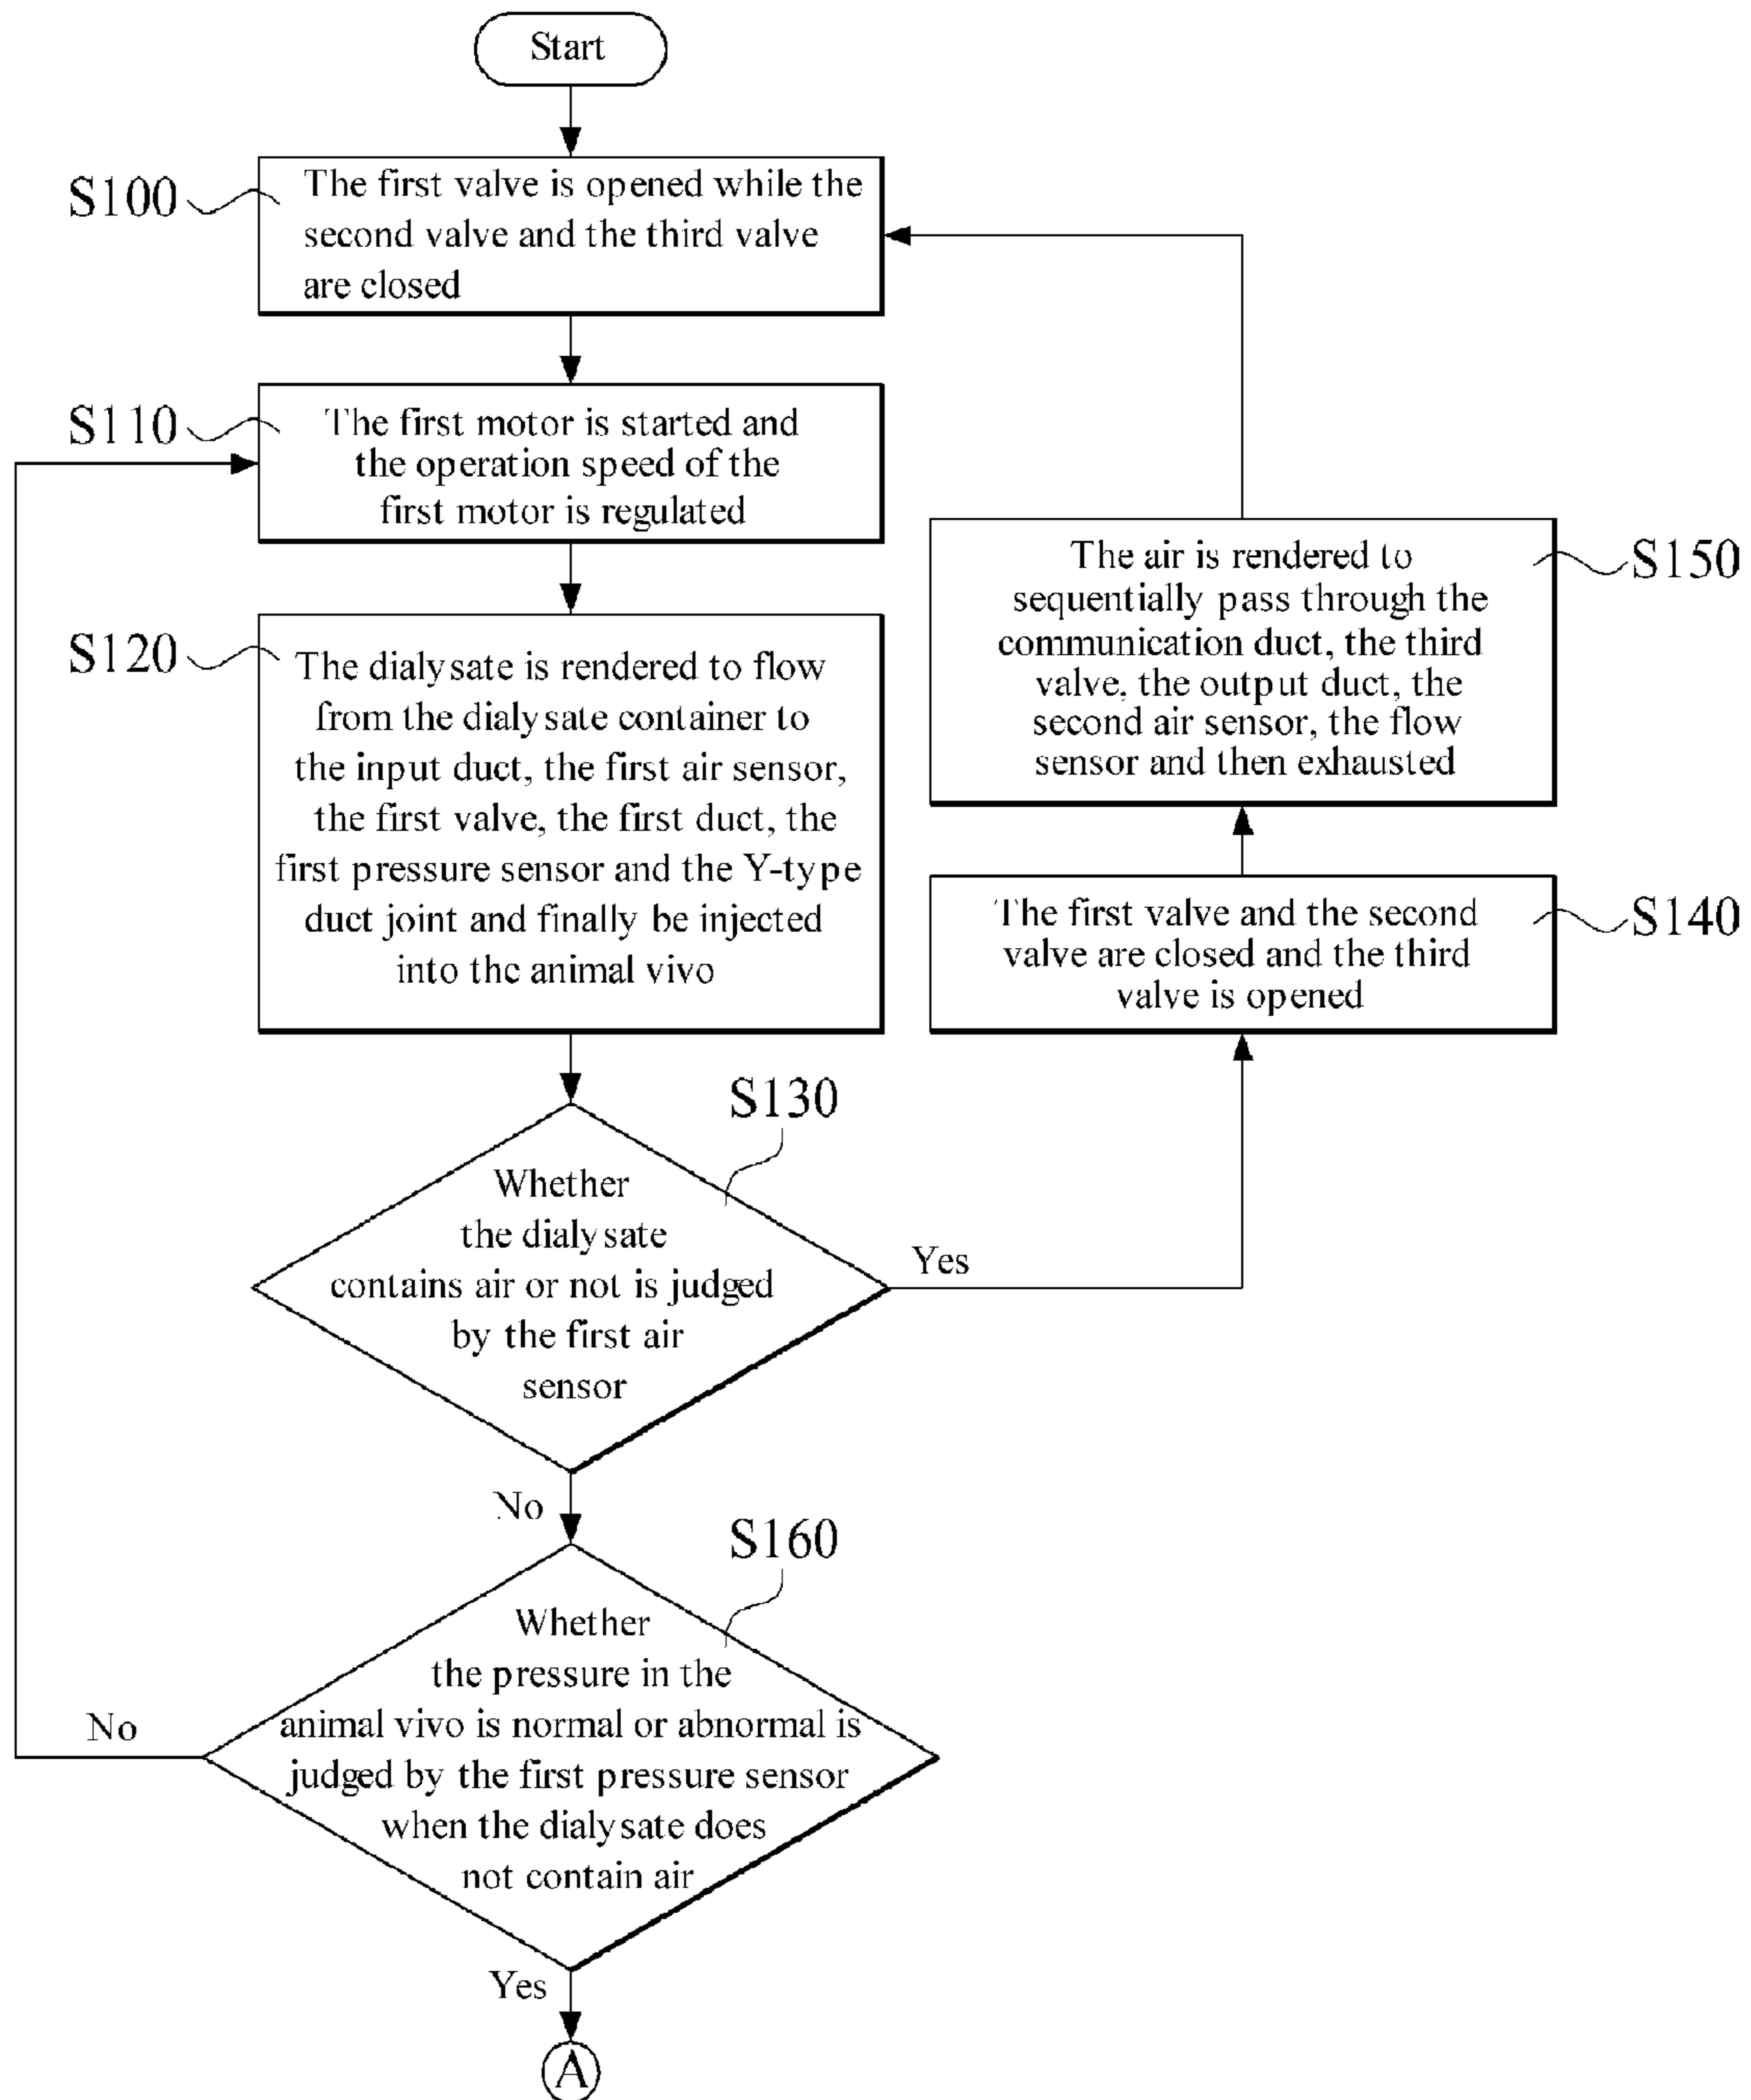 Start
S100
The first valve is opened while the
second valve and the third valve
are closed
S110
The first motor is started and
the operation speed of the
first motor is regulated
S120
The dialysate is rendered to flow
from the dialysate container to
the input duct, the first air sensor,
the first valve, the first duct, the
first pressure sensor and the Y-type
duct joint and finally be injected
into the animal vivo
S150
The air is rendered to
sequentially pass through the
communication duct, the third
valve, the output duct, the
second air sensor, the flow
sensor and then exhausted
S140
The first valve and the second
valve are closed and the third
valve is opened
S130
Whether
the dialysate
contains air or not is judged
by the first air
sensor
Yes
No
S160
Whether
the pressure in the
animal vivo is normal or abnormal is
judged by the first pressure sensor
when the dialysate does
not contain air
No
Yes
A